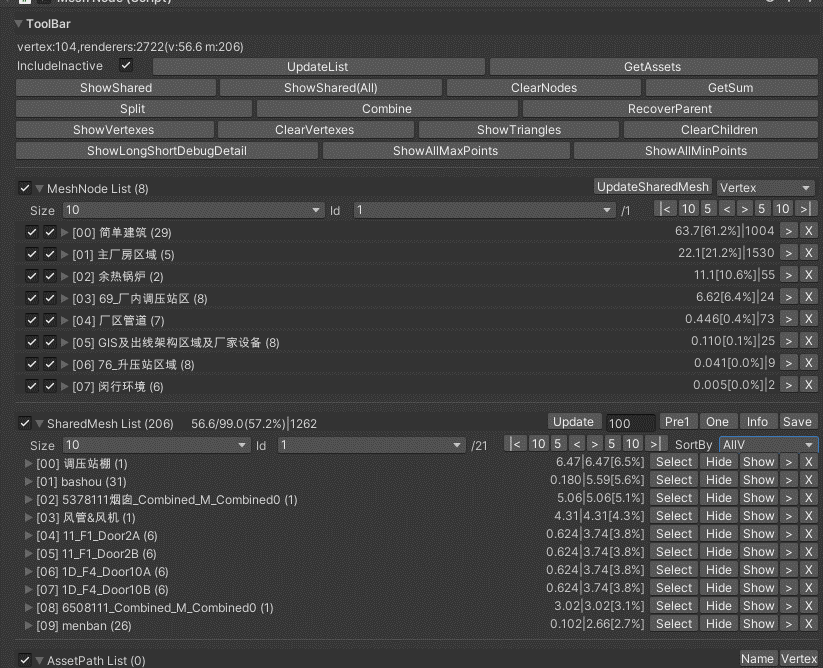 Mesh Node (Script)
ToolBar
vertex:104,renderers:2722(v:56.6 m:206)
IncludeInactive UpdateList GetAssets
ShowShared ShowShared(All) ClearNodes GetSum
Split Combine RecoverParent
ShowVertexes ClearVertexes ShowTriangles ClearChildren
ShowLongShortDebugDetail ShowAllMaxPoints ShowAllMinPoints
MeshNode List (8) UpdateSharedMesh Vertex
Size 10 Id 1 /1 |< 10 5 < > 5 10 >|
[00] 简单建筑 (29) 63.7[61.2%]|1004 > X
[01] 主厂房区域 (5) 22.1[21.2%]|1530 > X
[02] 余热锅炉 (2) 11.1[10.6%]|55 > X
[03] 69_厂内调压站区 (8) 6.62[6.4%]|24 > X
[04] 厂区管道 (7) 0.446[0.4%]|73 > X
[05] GIS及出线架构区域及厂家设备 (8) 0.110[0.1%]|25 > X
[06] 76_升压站区域 (8) 0.041[0.0%]|9 > X
[07] 闵行环境 (6) 0.005[0.0%]|2 > X
SharedMesh List (206) 56.6/99.0(57.2%)|1262 Update 100 Pre1 One Info Save
Size 10 Id 1 /21 |< 10 5 < > 5 10 >| SortBy AllV
[00] 调压站棚 (1) 6.47|6.47[6.5%] Select Hide Show > X
[01] bashou (31) 0.180|5.59[5.6%] Select Hide Show > X
[02] 5378111烟囱_Combined_M_Combined0 (1) 5.06|5.06[5.1%] Select Hide Show > X
[03] 风管&风机 (1) 4.31|4.31[4.3%] Select Hide Show > X
[04] 11_F1_Door2A (6) 0.624|3.74[3.8%] Select Hide Show > X
[05] 11_F1_Door2B (6) 0.624|3.74[3.8%] Select Hide Show > X
[06] 1D_F4_Door10A (6) 0.624|3.74[3.8%] Select Hide Show > X
[07] 1D_F4_Door10B (6) 0.624|3.74[3.8%] Select Hide Show > X
[08] 6508111_Combined_M_Combined0 (1) 3.02|3.02[3.1%] Select Hide Show > X
[09] menban (26) 0.102|2.66[2.7%] Select Hide Show > X
AssetPath List (0) Name Vertex